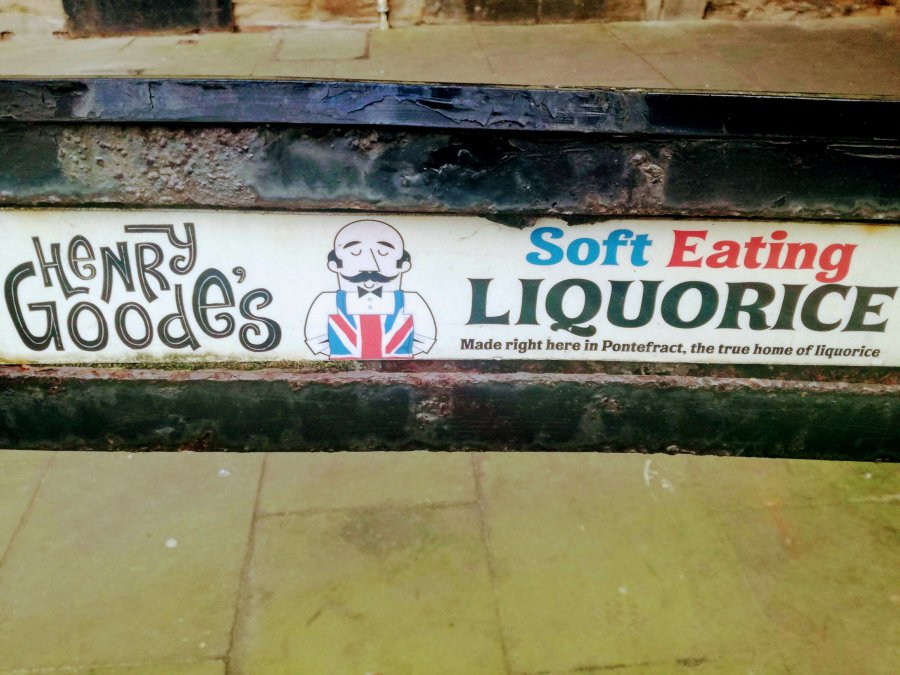 HENRY
GOODE'S
Soft Eating
LIQUORICE
Made right here in Pontefract, the true home of liquorice